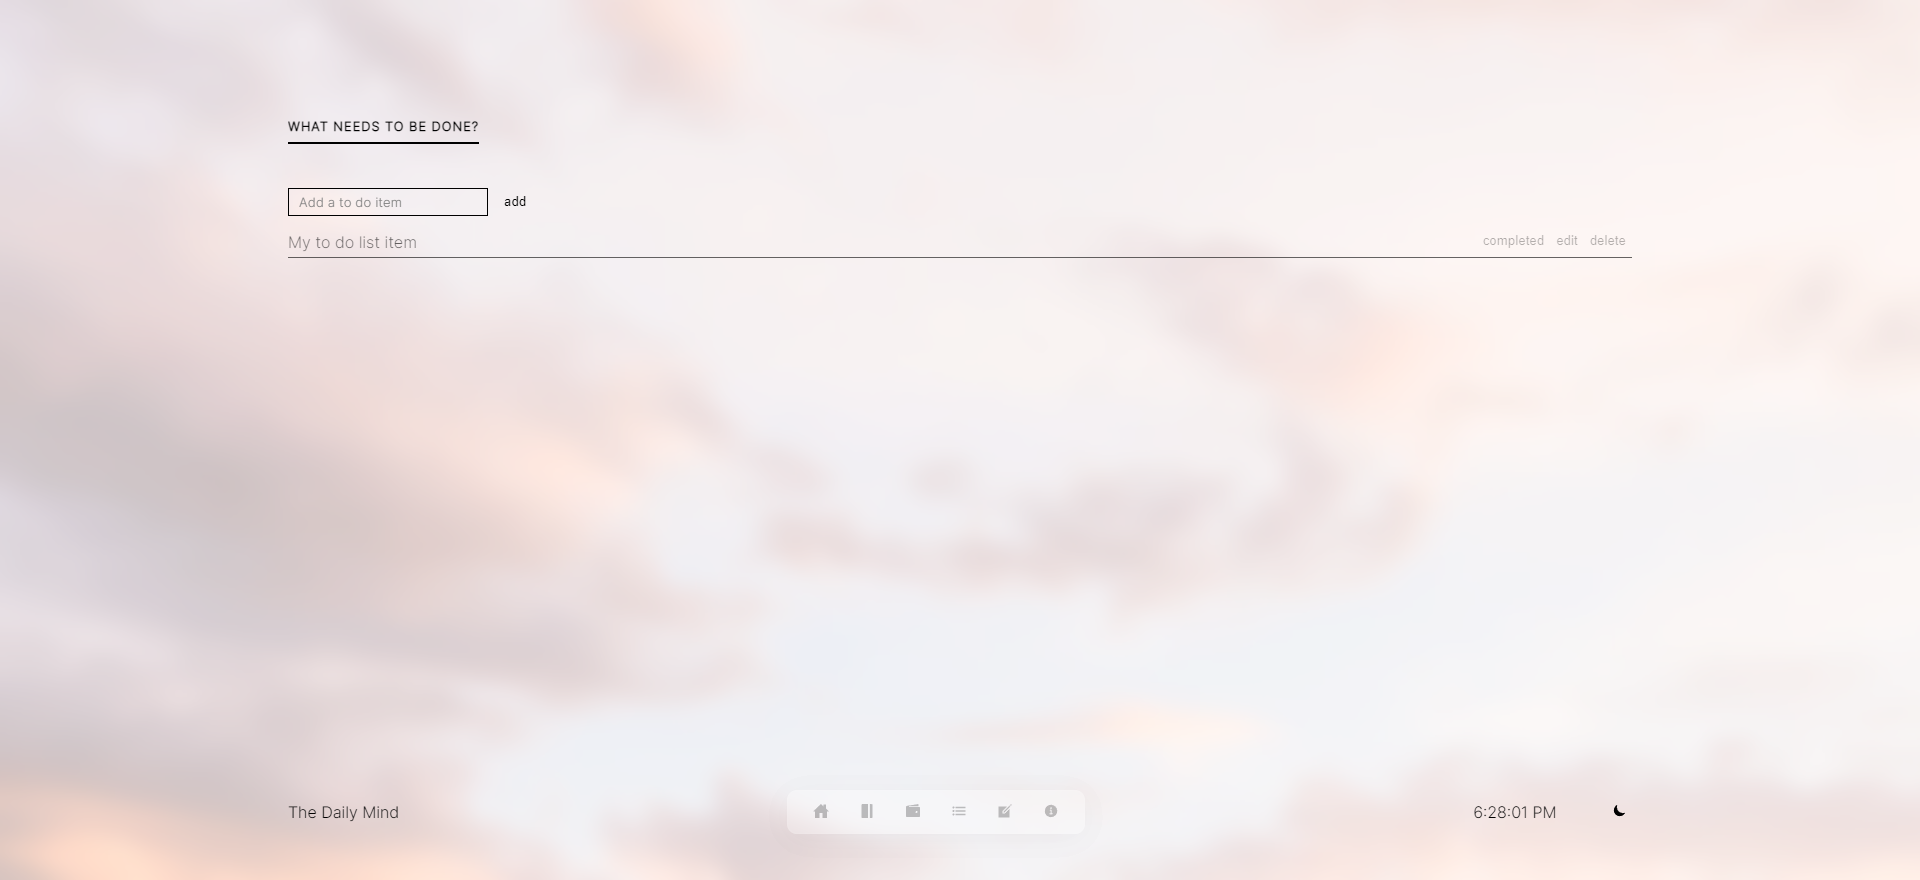 WHAT NEEDS TO BE DONE?
Add a to do item add
My to do list item completed edit delete
The Daily Mind 6:28:01 PM